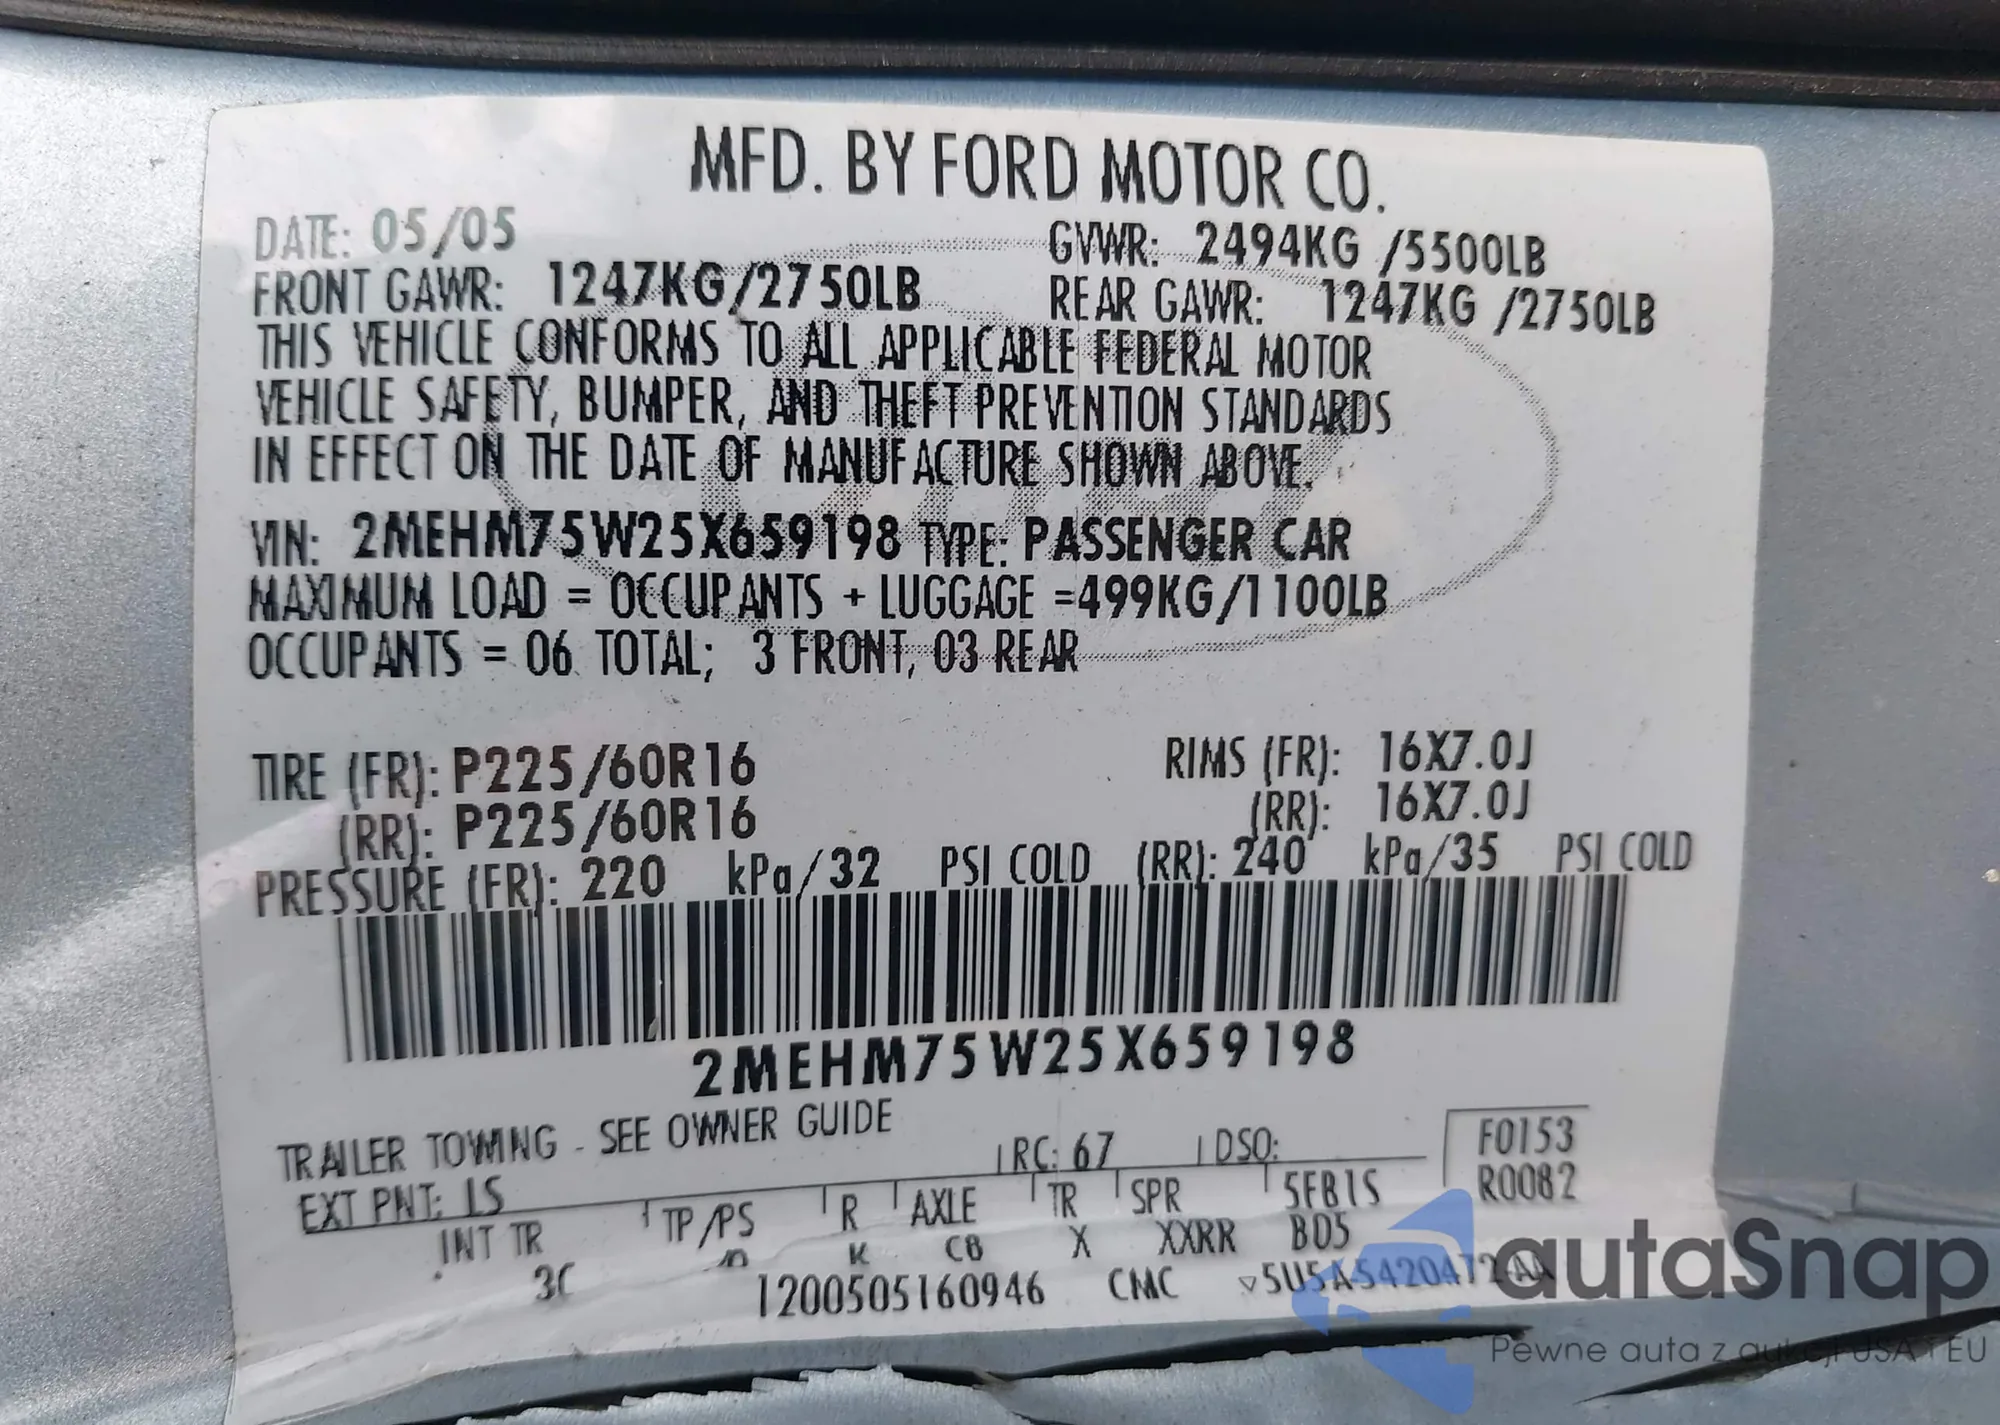 MFD. BY FORD MOTOR CO.
DATE: 05/05 GVWR: 2494KG /5500LB
FRONT GAWR: 1247KG/2750LB REAR GAWR: 1247KG /2750LB
THIS VEHICLE CONFORMS TO ALL APPLICABLE FEDERAL MOTOR
VEHICLE SAFETY, BUMPER, AND THEFT PREVENTION STANDARDS
IN EFFECT ON THE DATE OF MANUFACTURE SHOWN ABOVE.
VIN: 2MEHM75W25X659198 TYPE: PASSENGER CAR
MAXIMUM LOAD = OCCUPANTS + LUGGAGE =499KG/1100LB
OCCUPANTS = 06 TOTAL; 3 FRONT, 03 REAR
TIRE (FR): P225/60R16 RIMS (FR): 16X7.0J
(RR): P225/60R16 (RR): 16X7.0J
PRESSURE (FR): 220 kPa/32 PSI COLD (RR): 240 kPa/35 PSI COLD
2MEHM75W25X659198
TRAILER TOWING - SEE OWNER GUIDE
RC: 67 DSO: F0153
EXT PNT: LS R0082
INT TR TP/PS R AXLE TR SPR 5FB1S
3C K C8 X XXRR B05
1200505160946 CMC
autaSnap
Pewne auta z aukcji USA i EU